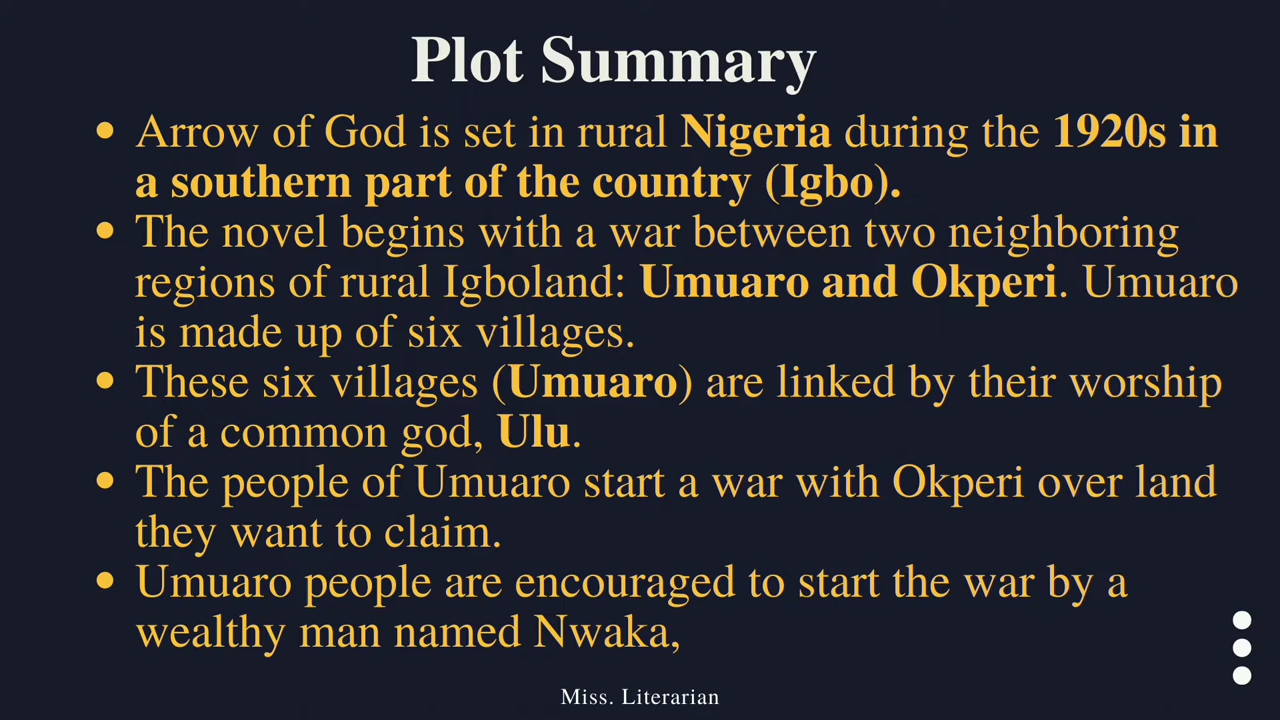 Plot Summary
• Arrow of God is set in rural Nigeria during the 1920s in
a southern part of the country (Igbo).
• The novel begins with a war between two neighboring
regions of rural Igboland: Umuaro and Okperi. Umuaro
is made up of six villages.
• These six villages (Umuaro) are linked by their worship
of a common god, Ulu.
• The people of Umuaro start a war with Okperi over land
they want to claim.
• Umuaro people are encouraged to start the war by a
wealthy man named Nwaka,
Miss. Literarian